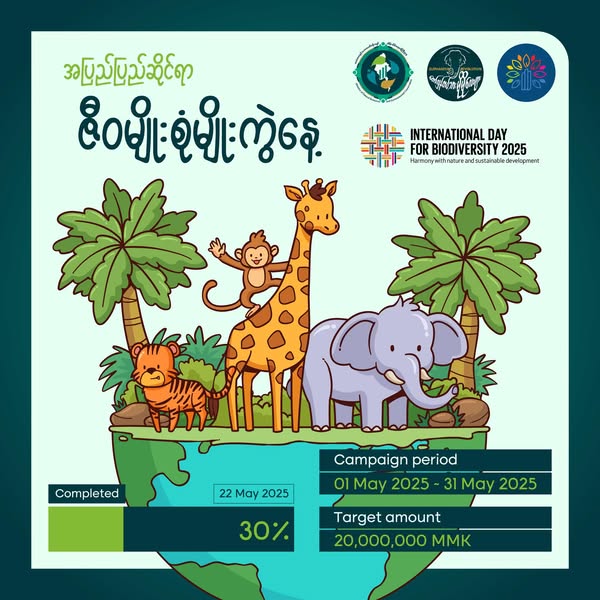 အပြည်ပြည်ဆိုင်ရာ
ဇီဝမျိုးစုံမျိုးကွဲနေ့
INTERNATIONAL DAY
FOR BIODIVERSITY 2025
Harmony with nature and sustainable development
Campaign period
01 May 2025 - 31 May 2025
Completed
22 May 2025
30%
Target amount
20,000,000 MMK